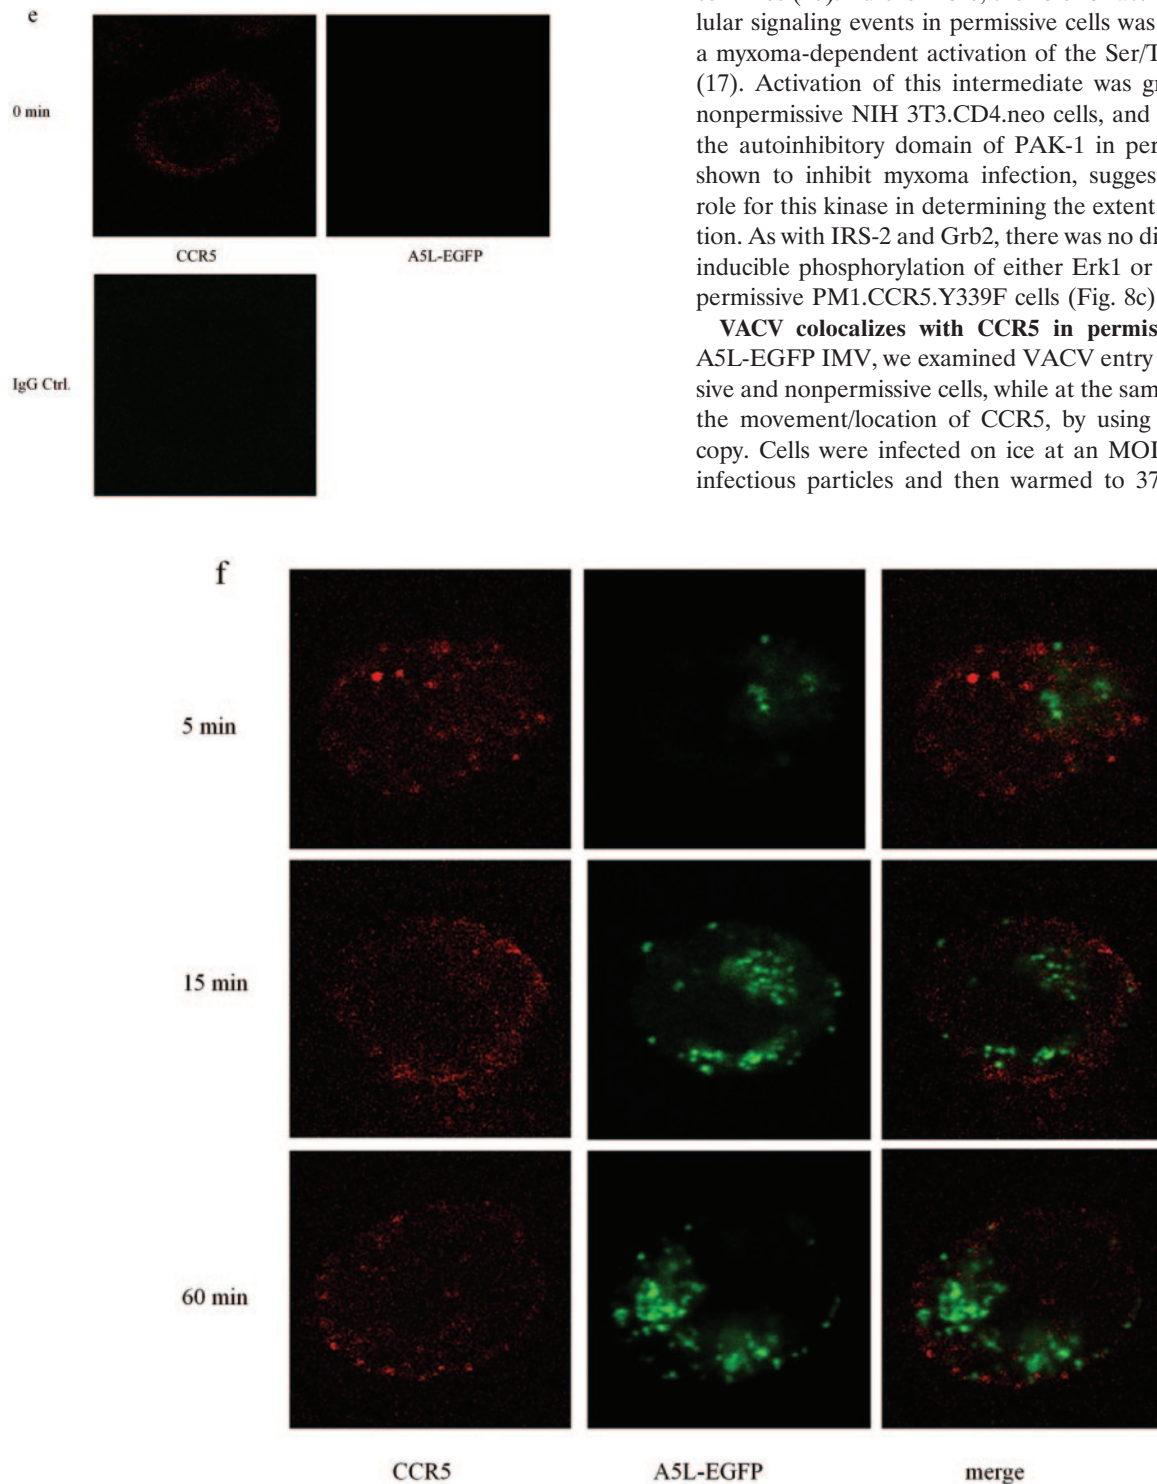 e
0 min
CCR5 A5L-EGFP
IgG Ctrl.
lular signaling events in permissive cells was
a myxoma-dependent activation of the Ser/T
(17). Activation of this intermediate was gr
nonpermissive NIH 3T3.CD4.neo cells, and
the autoinhibitory domain of PAK-1 in per
shown to inhibit myxoma infection, sugges
role for this kinase in determining the extent
tion. As with IRS-2 and Grb2, there was no di
inducible phosphorylation of either Erk1 or
permissive PM1.CCR5.Y339F cells (Fig. 8c)
VACV colocalizes with CCR5 in permis
A5L-EGFP IMV, we examined VACV entry
sive and nonpermissive cells, while at the sam
the movement/location of CCR5, by using
copy. Cells were infected on ice at an MOI
infectious particles and then warmed to 37
f
5 min
15 min
60 min
CCR5 A5L-EGFP merge